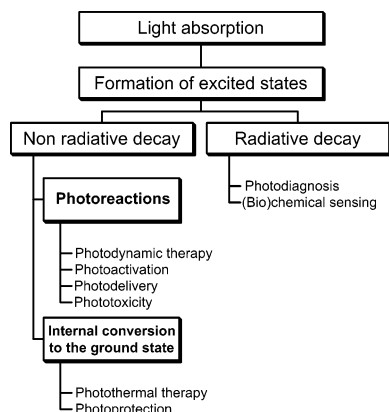 Light absorption
Formation of excited states
Non radiative decay
Radiative decay
Photodiagnosis
(Bio)chemical sensing
Photoreactions
Photodynamic therapy
Photoactivation
Photodelivery
Phototoxicity
Internal conversion
to the ground state
Photothermal therapy
Photoprotection